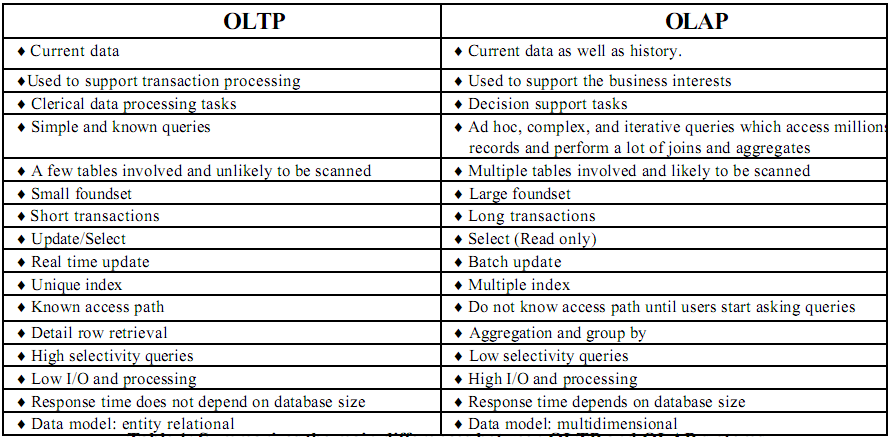 OLTP OLAP
♦ Current data ♦ Current data as well as history.
♦Used to support transaction processing ♦ Used to support the business interests
♦ Clerical data processing tasks ♦ Decision support tasks
♦ Simple and known queries ♦ Ad hoc, complex, and iterative queries which access millions
records and perform a lot of joins and aggregates
♦ A few tables involved and unlikely to be scanned ♦ Multiple tables involved and likely to be scanned
♦ Small foundset ♦ Large foundset
♦ Short transactions ♦ Long transactions
♦ Update/Select ♦ Select (Read only)
♦ Real time update ♦ Batch update
♦ Unique index ♦ Multiple index
♦ Known access path ♦ Do not know access path until users start asking queries
♦ Detail row retrieval ♦ Aggregation and group by
♦ High selectivity queries ♦ Low selectivity queries
♦ Low I/O and processing ♦ High I/O and processing
♦ Response time does not depend on database size ♦ Response time depends on database size
♦ Data model: entity relational ♦ Data model: multidimensional